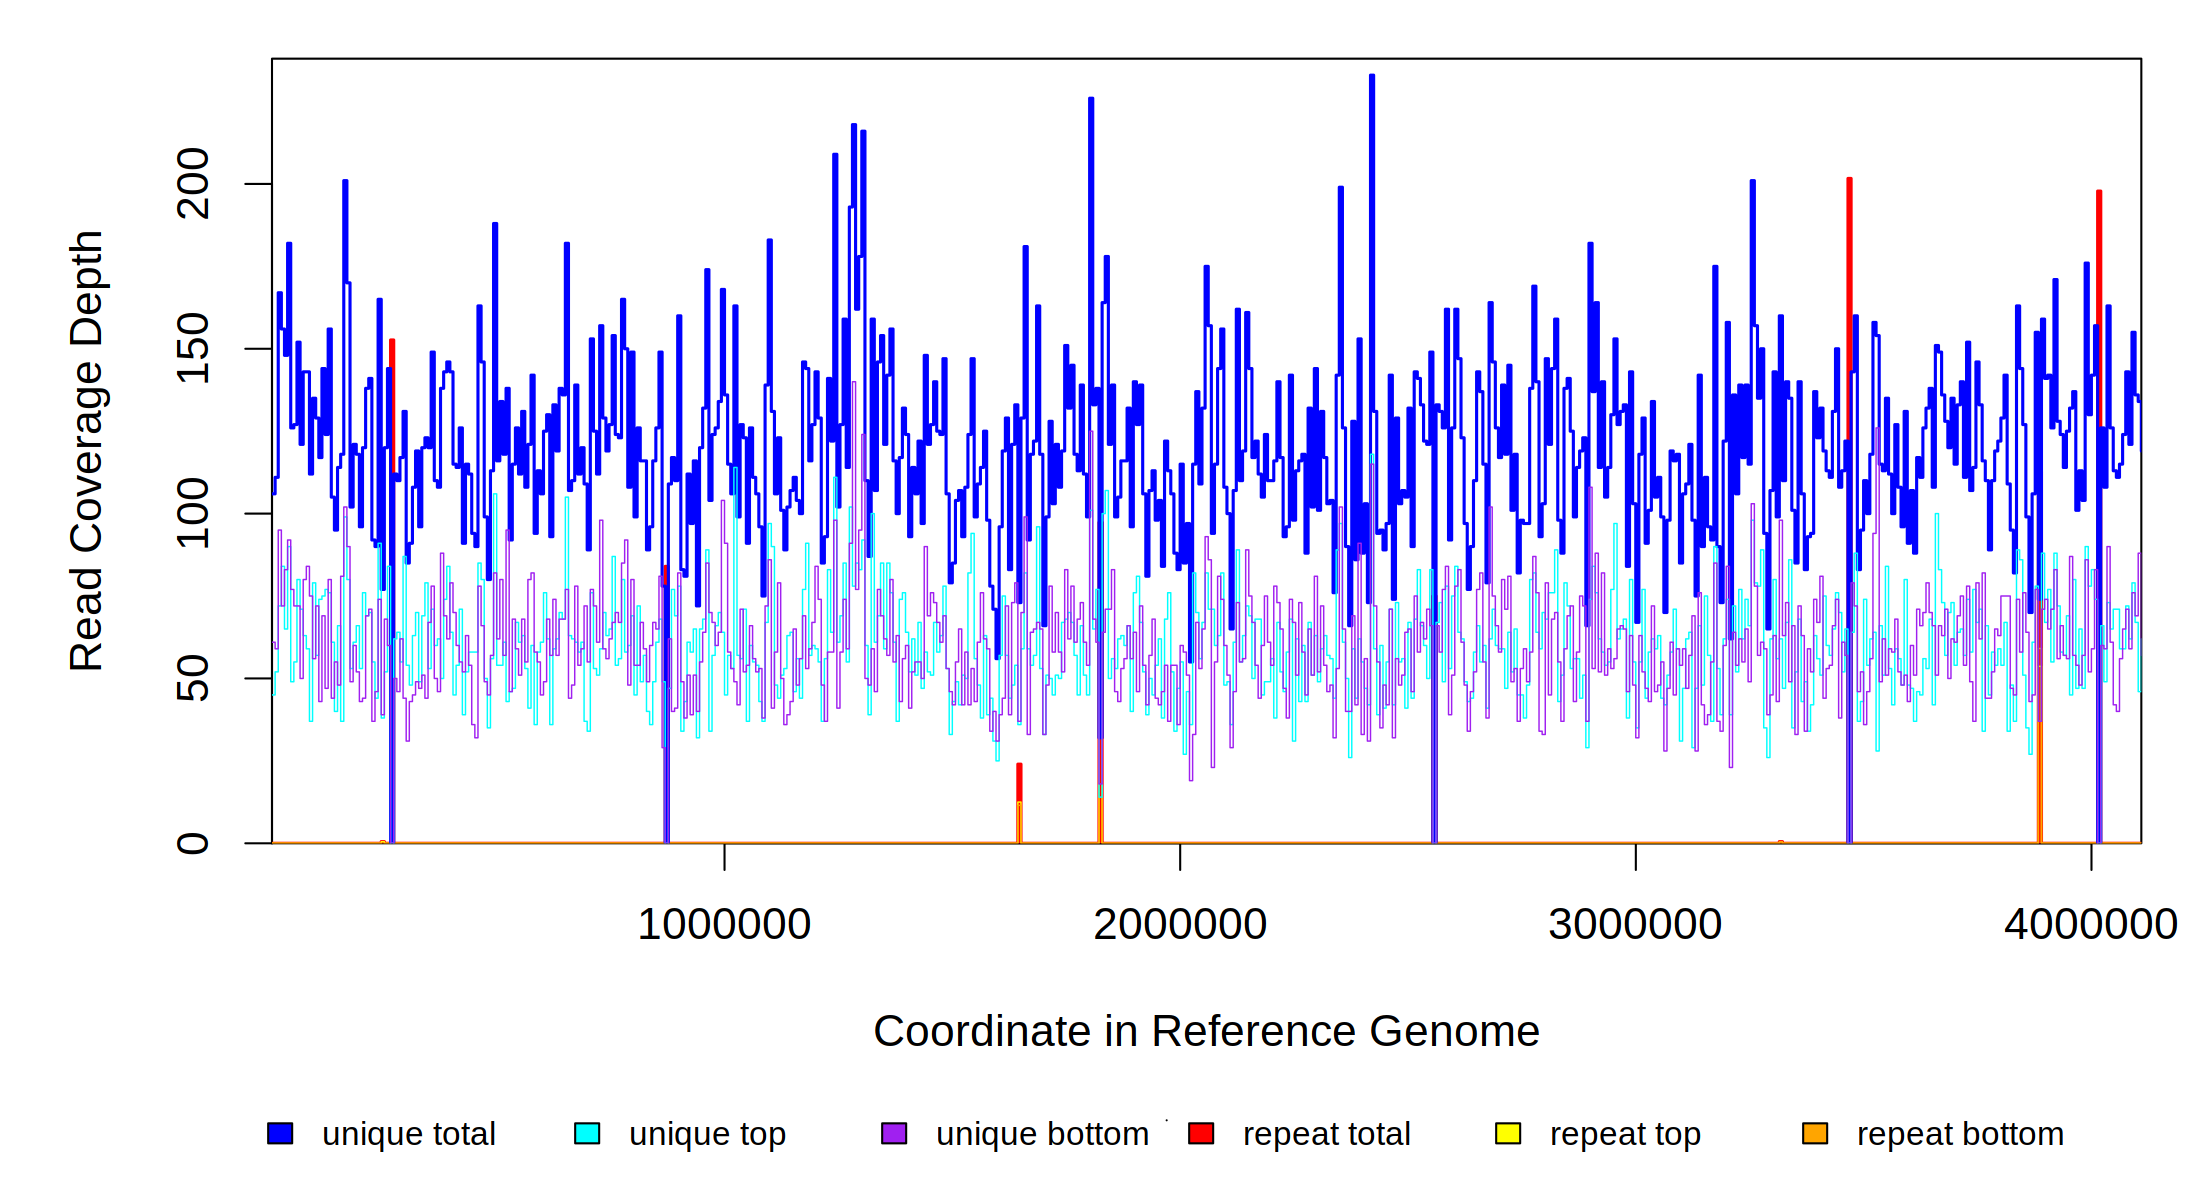 Read Coverage Depth
200
150
100
50
0
1000000 2000000 3000000 4000000
Coordinate in Reference Genome
unique total unique top unique bottom repeat total repeat top repeat bottom